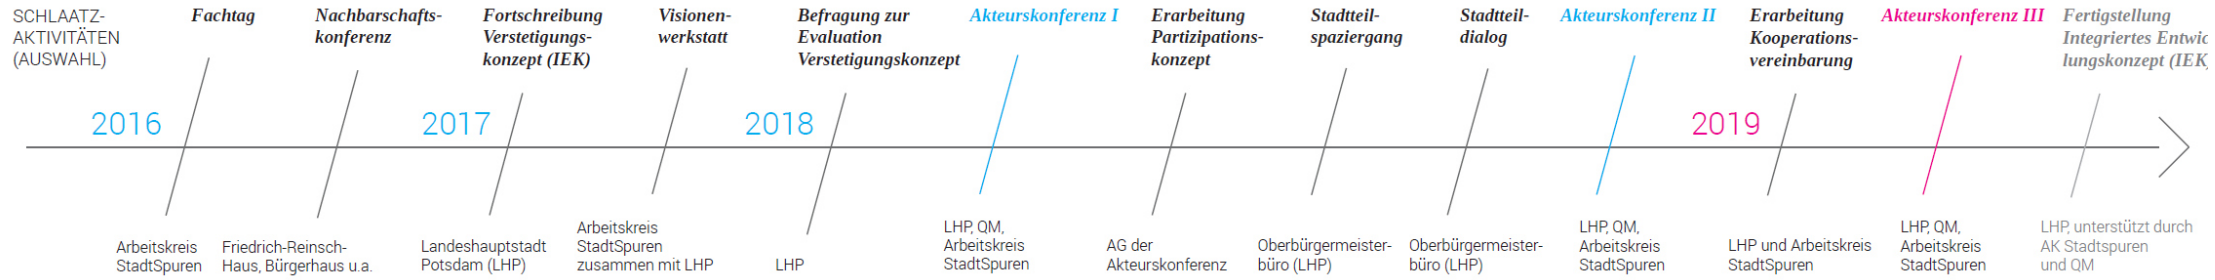 SCHLAATZ-
AKTIVITÄTEN
(AUSWAHL)
Fachtag
Nachbarschafts-
konferenz
Fortschreibung
Verstetigungs-
konzept (IEK)
Visionen-
werkstatt
Befragung zur
Evaluation
Verstetigungskonzept
Akteurskonferenz I
Erarbeitung
Partizipations-
konzept
Stadtteil-
spaziergang
Stadtteil-
dialog
Akteurskonferenz II
Erarbeitung
Kooperations-
vereinbarung
Akteurskonferenz III
Fertigstellung
Integriertes Entwic
lungskonzept (IEK
2016
2017
2018
2019
Arbeitskreis
StadtSpuren
Friedrich-Reinsch-
Haus, Bürgerhaus u.a.
Landeshauptstadt
Potsdam (LHP)
Arbeitskreis
StadtSpuren
zusammen mit LHP
LHP
LHP, QM,
Arbeitskreis
StadtSpuren
AG der
Akteurskonferenz
Oberbürgermeister-
büro (LHP)
Oberbürgermeister-
büro (LHP)
LHP, QM,
Arbeitskreis
StadtSpuren
LHP und Arbeitskreis
StadtSpuren
LHP, QM,
Arbeitskreis
StadtSpuren
LHP, unterstützt durch
AK Stadtspuren
und QM